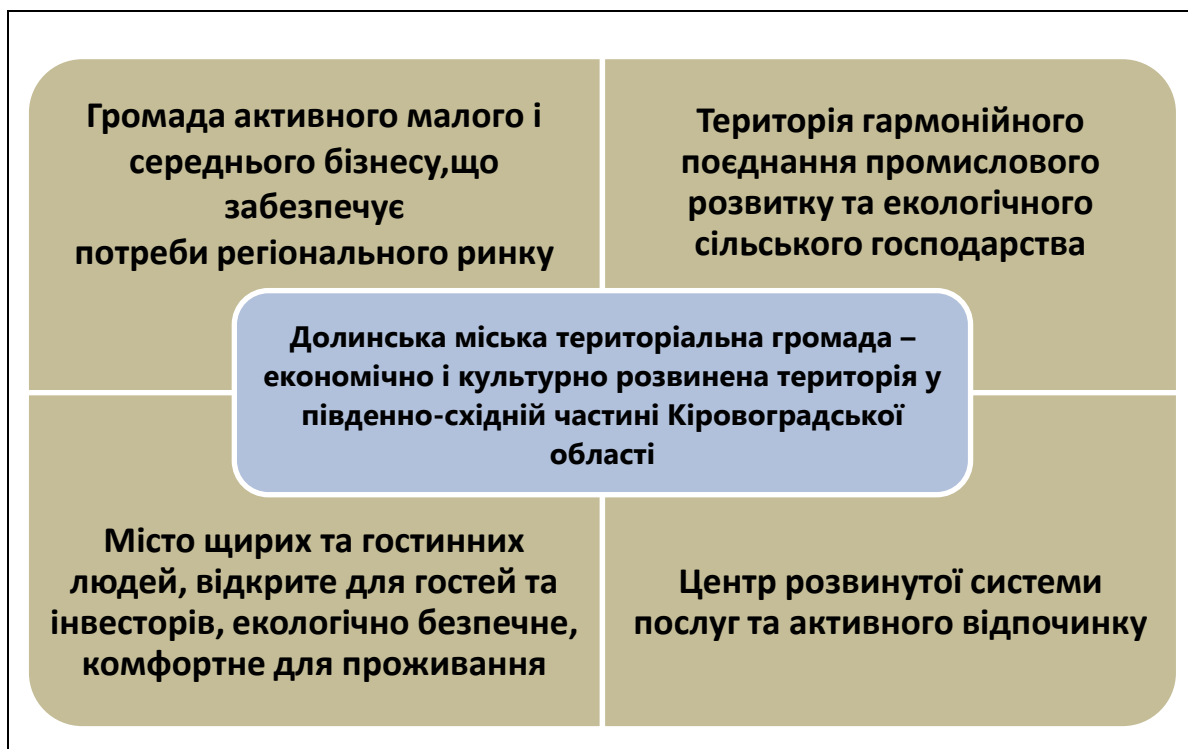 Громада активного малого і
середнього бізнесу,що
забезпечує
потреби регіонального ринку
Територія гармонійного
поєднання промислового
розвитку та екологічного
сільського господарства
Долинська міська територіальна громада –
економічно і культурно розвинена територія у
південно-східній частині Кіровоградської
області
Місто щирих та гостинних
людей, відкрите для гостей та
інвесторів, екологічно безпечне,
комфортне для проживання
Центр розвинутої системи
послуг та активного відпочинку